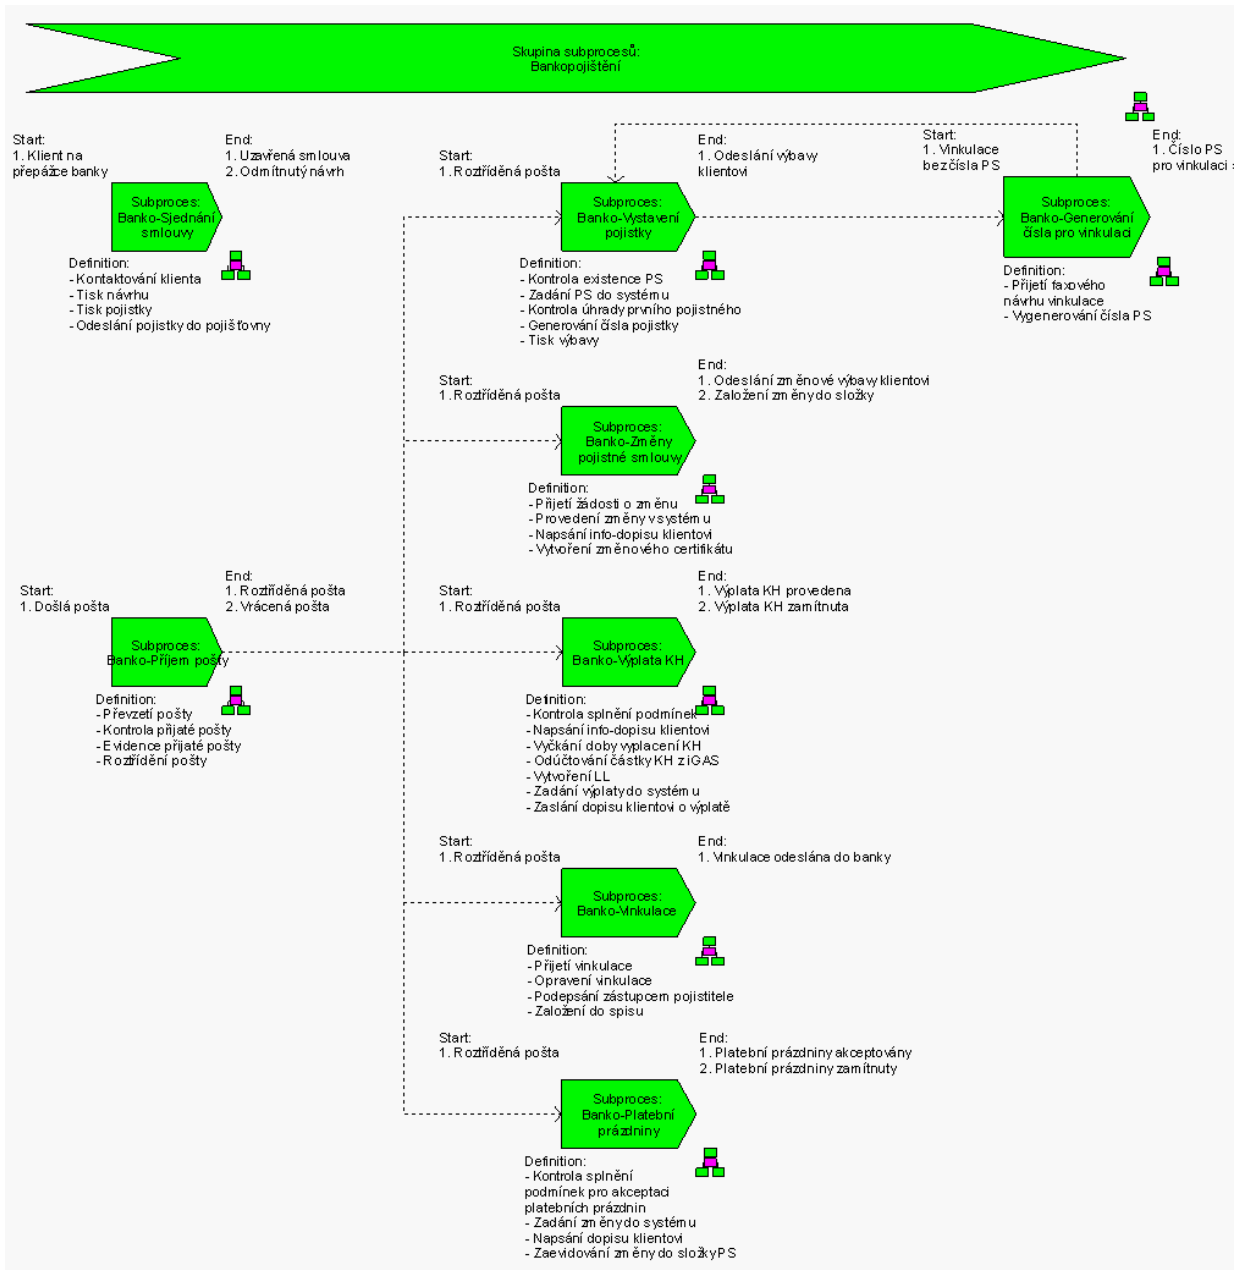 Skupina subprocesů:
Bankopojištění
Start:
1. Klient na
přepážce banky
End:
1. Uzavřená smlouva
2. Odmítnutý návrh
Subproces:
Banko-Sjednání
smlouvy
Definition:
- Kontaktování klienta
- Tisk návrhu
- Tisk pojistky
- Odeslání pojistky do pojišťovny
Start:
1. Roztříděná pošta
End:
1. Odeslání výbavy
klientovi
Subproces:
Banko-Vystavení
pojistky
Definition:
- Kontrola existence PS
- Zadání PS do systému
- Kontrola úhrady prvního pojistného
- Generování čísla pojistky
- Tisk výbavy
Start:
1. Vinkulace
bez čísla PS
End:
1. Číslo PS
pro vinkulaci
Subproces:
Banko-Generování
čísla pro vinkulaci
Definition:
- Přijetí faxového
návrhu vinkulace
- Vygenerování čísla PS
Start:
1. Roztříděná pošta
End:
1. Odeslání změnové výbavy klientovi
2. Založení změny do složky
Subproces:
Banko-Změny
pojistné smlouvy
Definition:
- Přijetí žádosti o změnu
- Provedení změny v systému
- Napsání info-dopisu klientovi
- Vytvoření změnového certifikátu
Start:
1. Došlá pošta
End:
1. Roztříděná pošta
2. Vrácená pošta
Subproces:
Banko-Příjem pošty
Definition:
- Převzetí pošty
- Kontrola přijaté pošty
- Evidence přijaté pošty
- Roztřídění pošty
Start:
1. Roztříděná pošta
End:
1. Výplata KH provedena
2. Výplata KH zamítnuta
Subproces:
Banko-Výplata KH
Definition:
- Kontrola splnění podmínek
- Napsání info-dopisu klientovi
- Vyčkání doby vyplacení KH
- Odúčtování částky KH z iGAS
- Vytvoření LL
- Zadání výplaty do systému
- Zaslání dopisu klientovi o výplatě
Start:
1. Roztříděná pošta
End:
1. Vinkulace odeslána do banky
Subproces:
Banko-Vinkulace
Definition:
- Přijetí vinkulace
- Opravení vinkulace
- Podepsání zástupcem pojistitele
- Založení do spisu
Start:
1. Roztříděná pošta
End:
1. Platební prázdniny akceptovány
2. Platební prázdniny zamítnuty
Subproces:
Banko-Platební
prázdniny
Definition:
- Kontrola splnění
podmínek pro akceptaci
platebních prázdnin
- Zadání změny do systému
- Napsání dopisu klientovi
- Zaevidování změny do složky PS